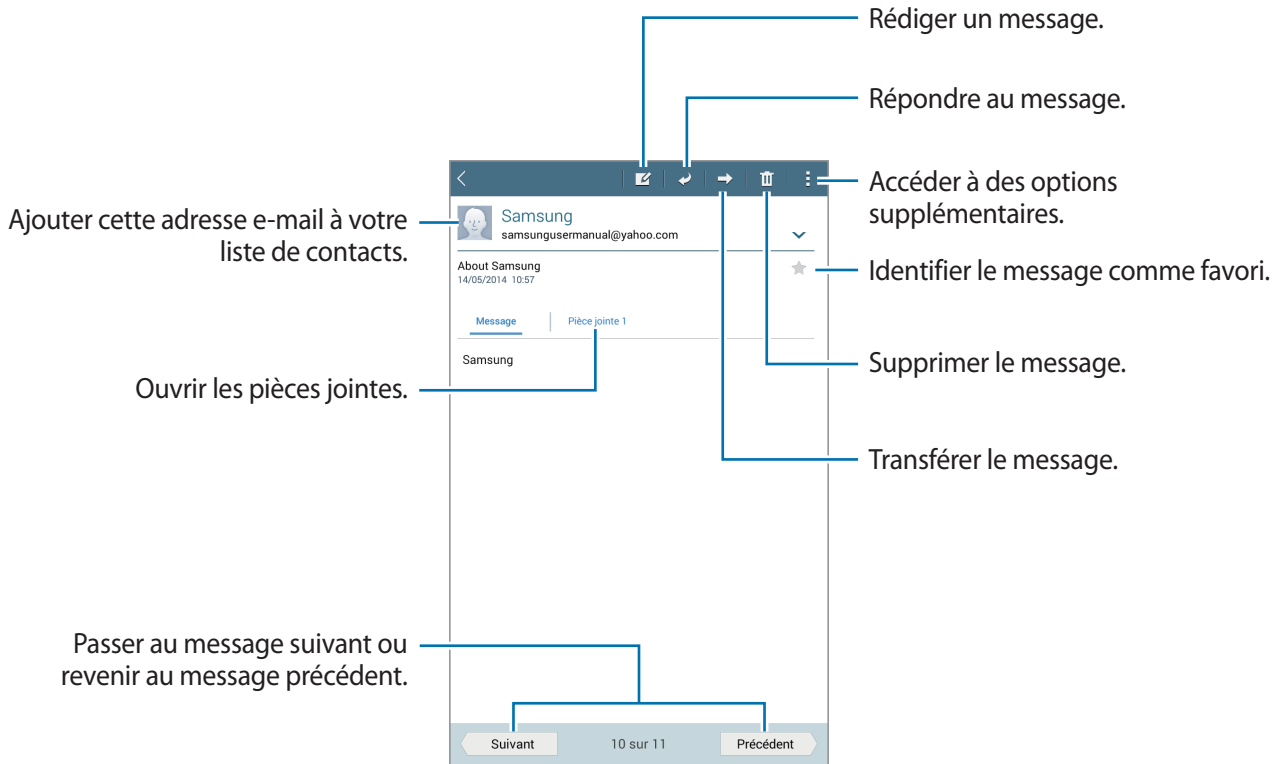 Rédiger un message.
Répondre au message.
Accéder à des options
supplémentaires.
Ajouter cette adresse e-mail à votre
liste de contacts.
Samsung
samsungusermanual@yahoo.com
About Samsung
14/05/2014 10:57
Identifier le message comme favori.
Message
Pièce jointe 1
Samsung
Supprimer le message.
Ouvrir les pièces jointes.
Transférer le message.
Passer au message suivant ou
revenir au message précédent.
Suivant
10 sur 11
Précédent